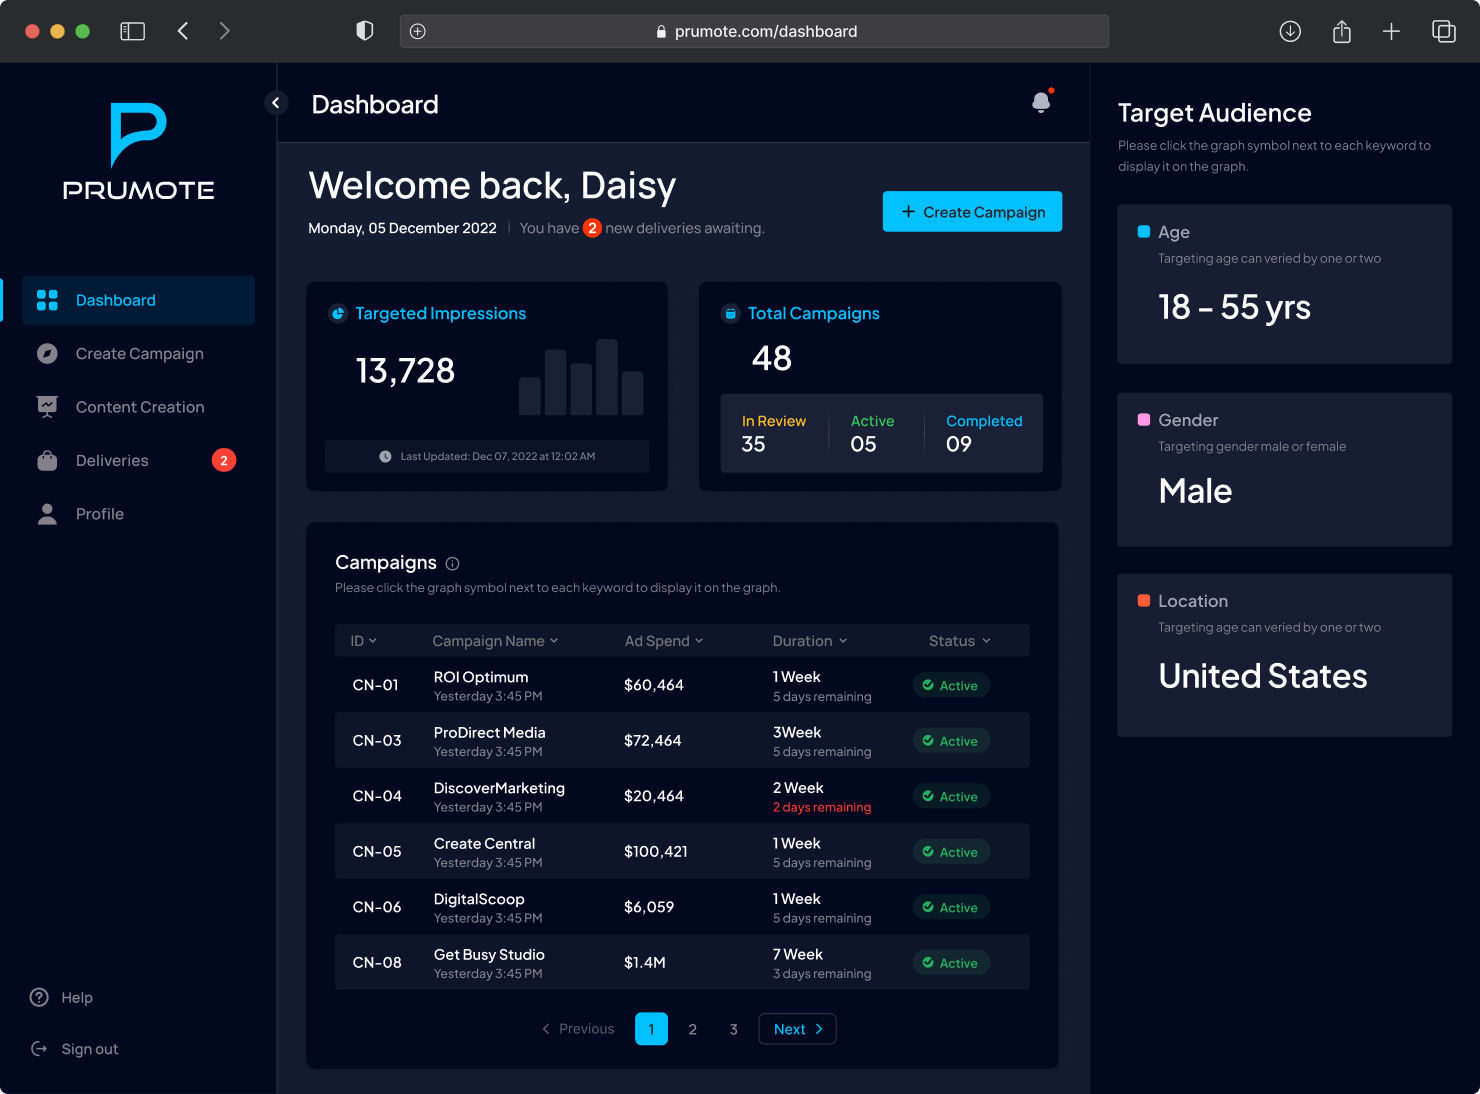 prumote.com/dashboard
PRUMOTE
Dashboard
Create Campaign
Content Creation
Deliveries 2
Profile
Help
Sign out
Dashboard
Welcome back, Daisy
Monday, 05 December 2022 You have 2 new deliveries awaiting.
+ Create Campaign
Targeted Impressions
13,728
Last Updated: Dec 07, 2022 at 12:02 AM
Total Campaigns
48
In Review Active Completed
35 05 09
Campaigns
Please click the graph symbol next to each keyword to display it on the graph.
ID Campaign Name Ad Spend Duration Status
CN-01 ROI Optimum $60,464 1 Week Active
Yesterday 3:45 PM 5 days remaining
CN-03 ProDirect Media $72,464 3Week Active
Yesterday 3:45 PM 5 days remaining
CN-04 DiscoverMarketing $20,464 2 Week Active
Yesterday 3:45 PM 2 days remaining
CN-05 Create Central $100,421 1 Week Active
Yesterday 3:45 PM 5 days remaining
CN-06 DigitalScoop $6,059 1 Week Active
Yesterday 3:45 PM 5 days remaining
CN-08 Get Busy Studio $1.4M 7 Week Active
Yesterday 3:45 PM 3 days remaining
Previous 1 2 3 Next
Target Audience
Please click the graph symbol next to each keyword to
display it on the graph.
Age
Targeting age can veried by one or two
18 - 55 yrs
Gender
Targeting gender male or female
Male
Location
Targeting age can veried by one or two
United States